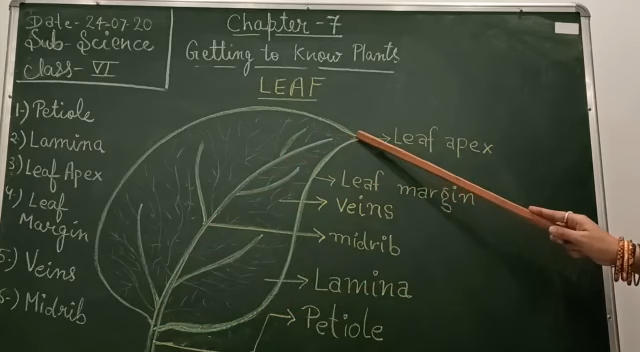 Date- 24-07-20
Sub- Science
Class- VI
Chapter -7
Getting to Know Plants
LEAF
1.) Petiole
2) Lamina
3) Leaf Apex
4) Leaf
Margin
5.) Veins
6.) Midrib
Leaf apex
Leaf margin
veins
midrib
Lamina
Petiole